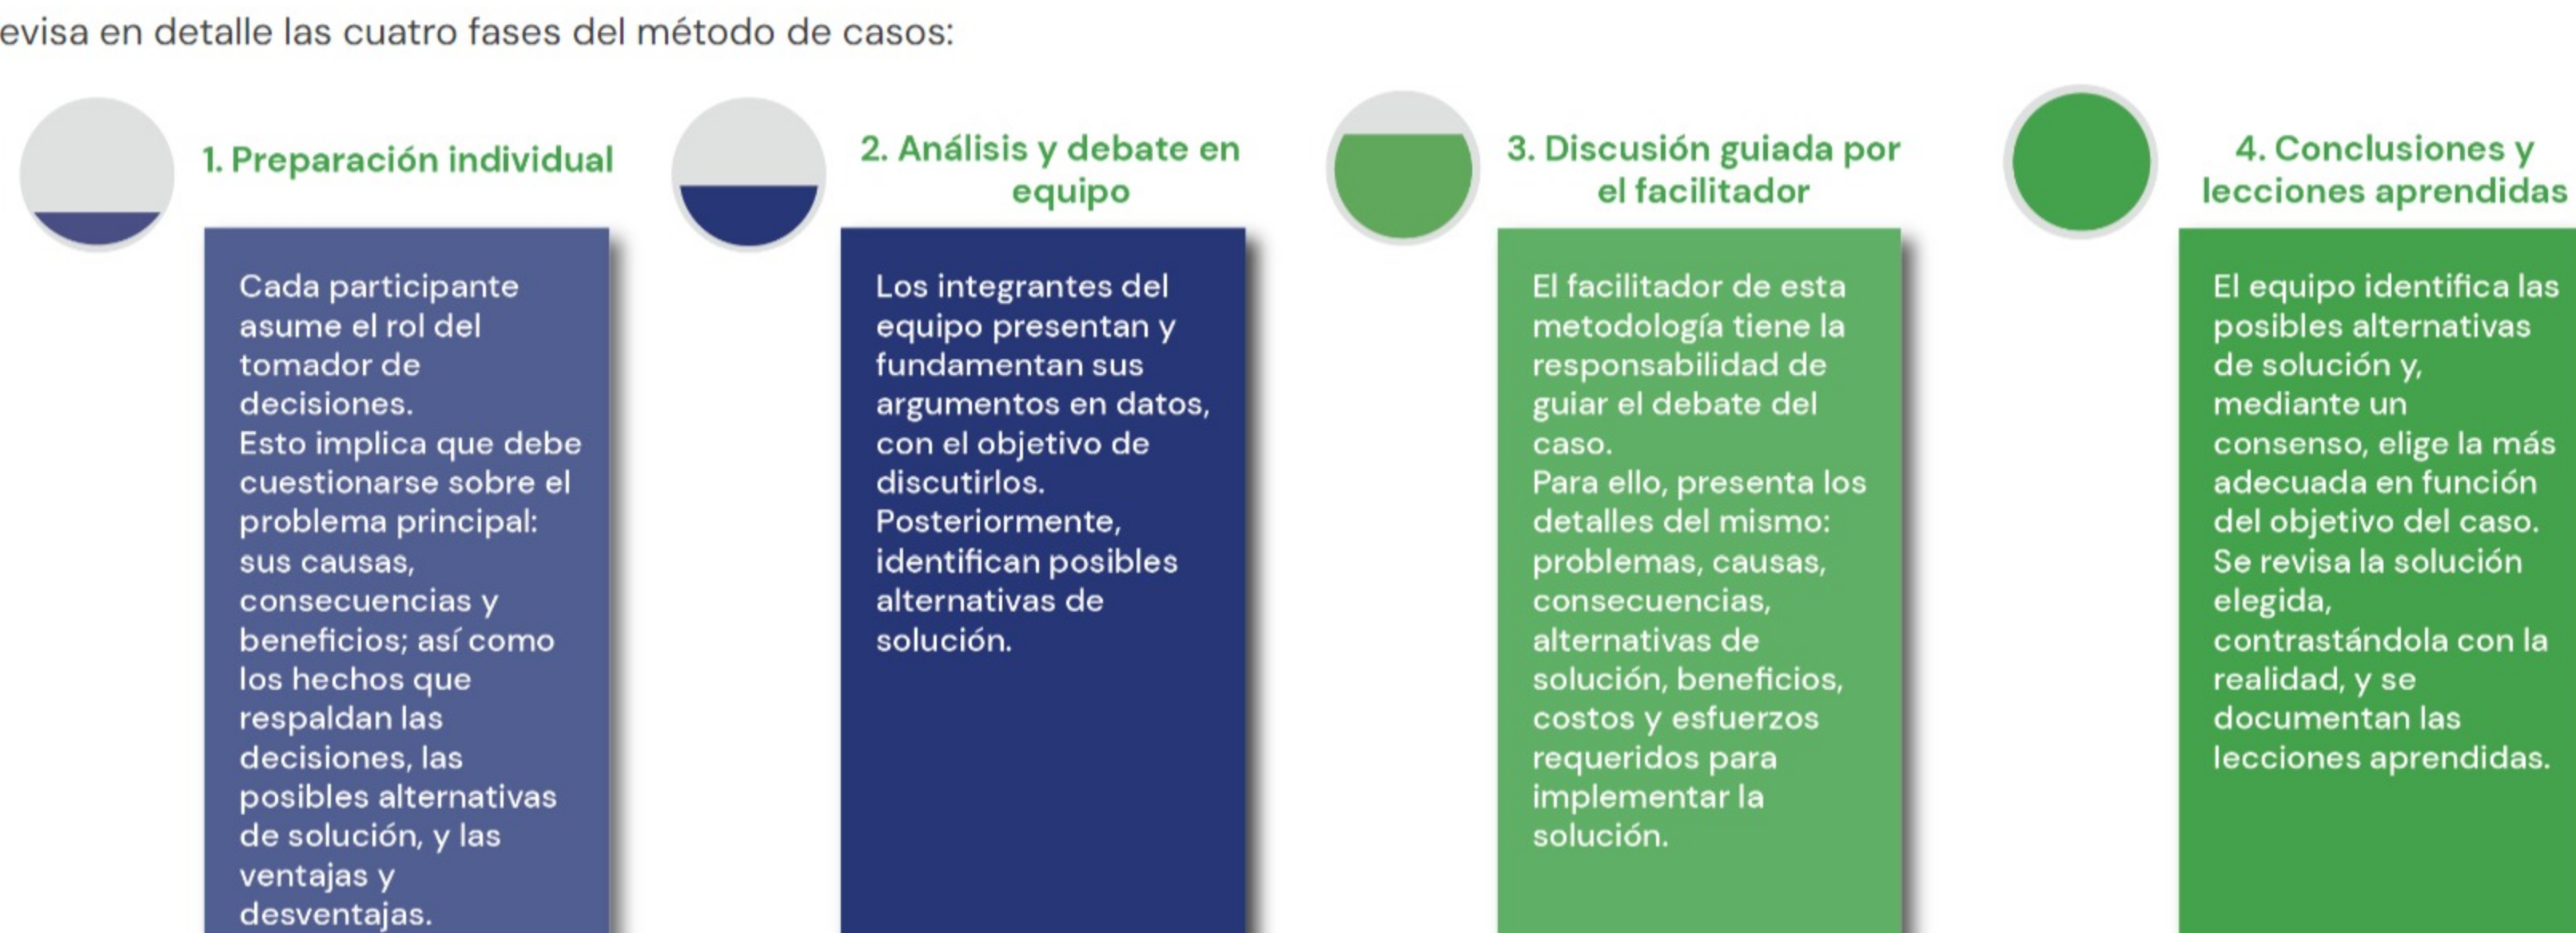 evisa en detalle las cuatro fases del método de casos:
1. Preparación individual
Cada participante
asume el rol del
tomador de
decisiones.
Esto implica que debe
cuestionarse sobre el
problema principal:
sus causas,
consecuencias y
beneficios; así como
los hechos que
respaldan las
decisiones, las
posibles alternativas
de solución, y las
ventajas y
desventajas.
2. Análisis y debate en
equipo
Los integrantes del
equipo presentan y
fundamentan sus
argumentos en datos,
con el objetivo de
discutirlos.
Posteriormente,
identifican posibles
alternativas de
solución.
3. Discusión guiada por
el facilitador
El facilitador de esta
metodología tiene la
responsabilidad de
guiar el debate del
caso.
Para ello, presenta los
detalles del mismo:
problemas, causas,
consecuencias,
alternativas de
solución, beneficios,
costos y esfuerzos
requeridos para
implementar la
solución.
4. Conclusiones y
lecciones aprendidas
El equipo identifica las
posibles alternativas
de solución y,
mediante un
consenso, elige la más
adecuada en función
del objetivo del caso.
Se revisa la solución
elegida,
contrastándola con la
realidad, y se
documentan las
lecciones aprendidas.